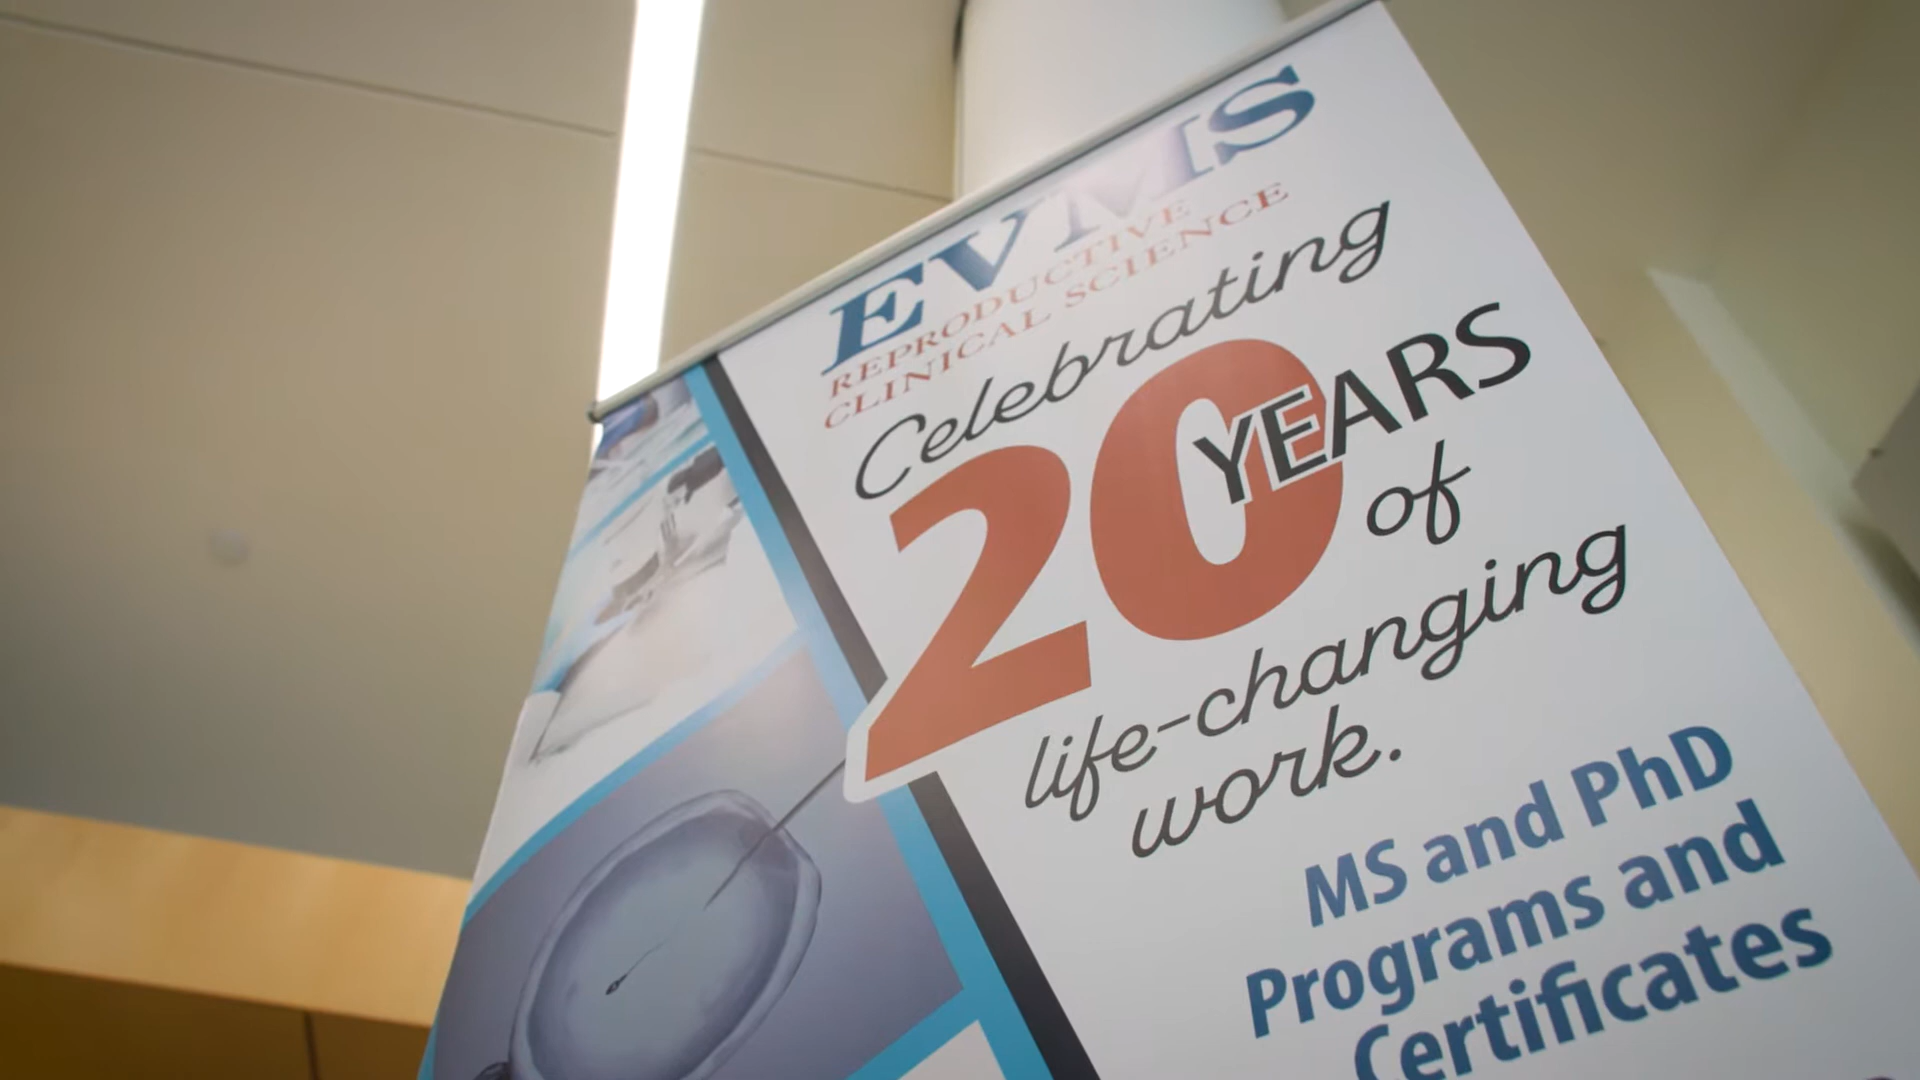 EVMS
REPRODUCTIVE
CLINICAL SCIENCE
Celebrating
20 YEARS
of
life-changing
work.
MS and PhD
Programs and
Certificates